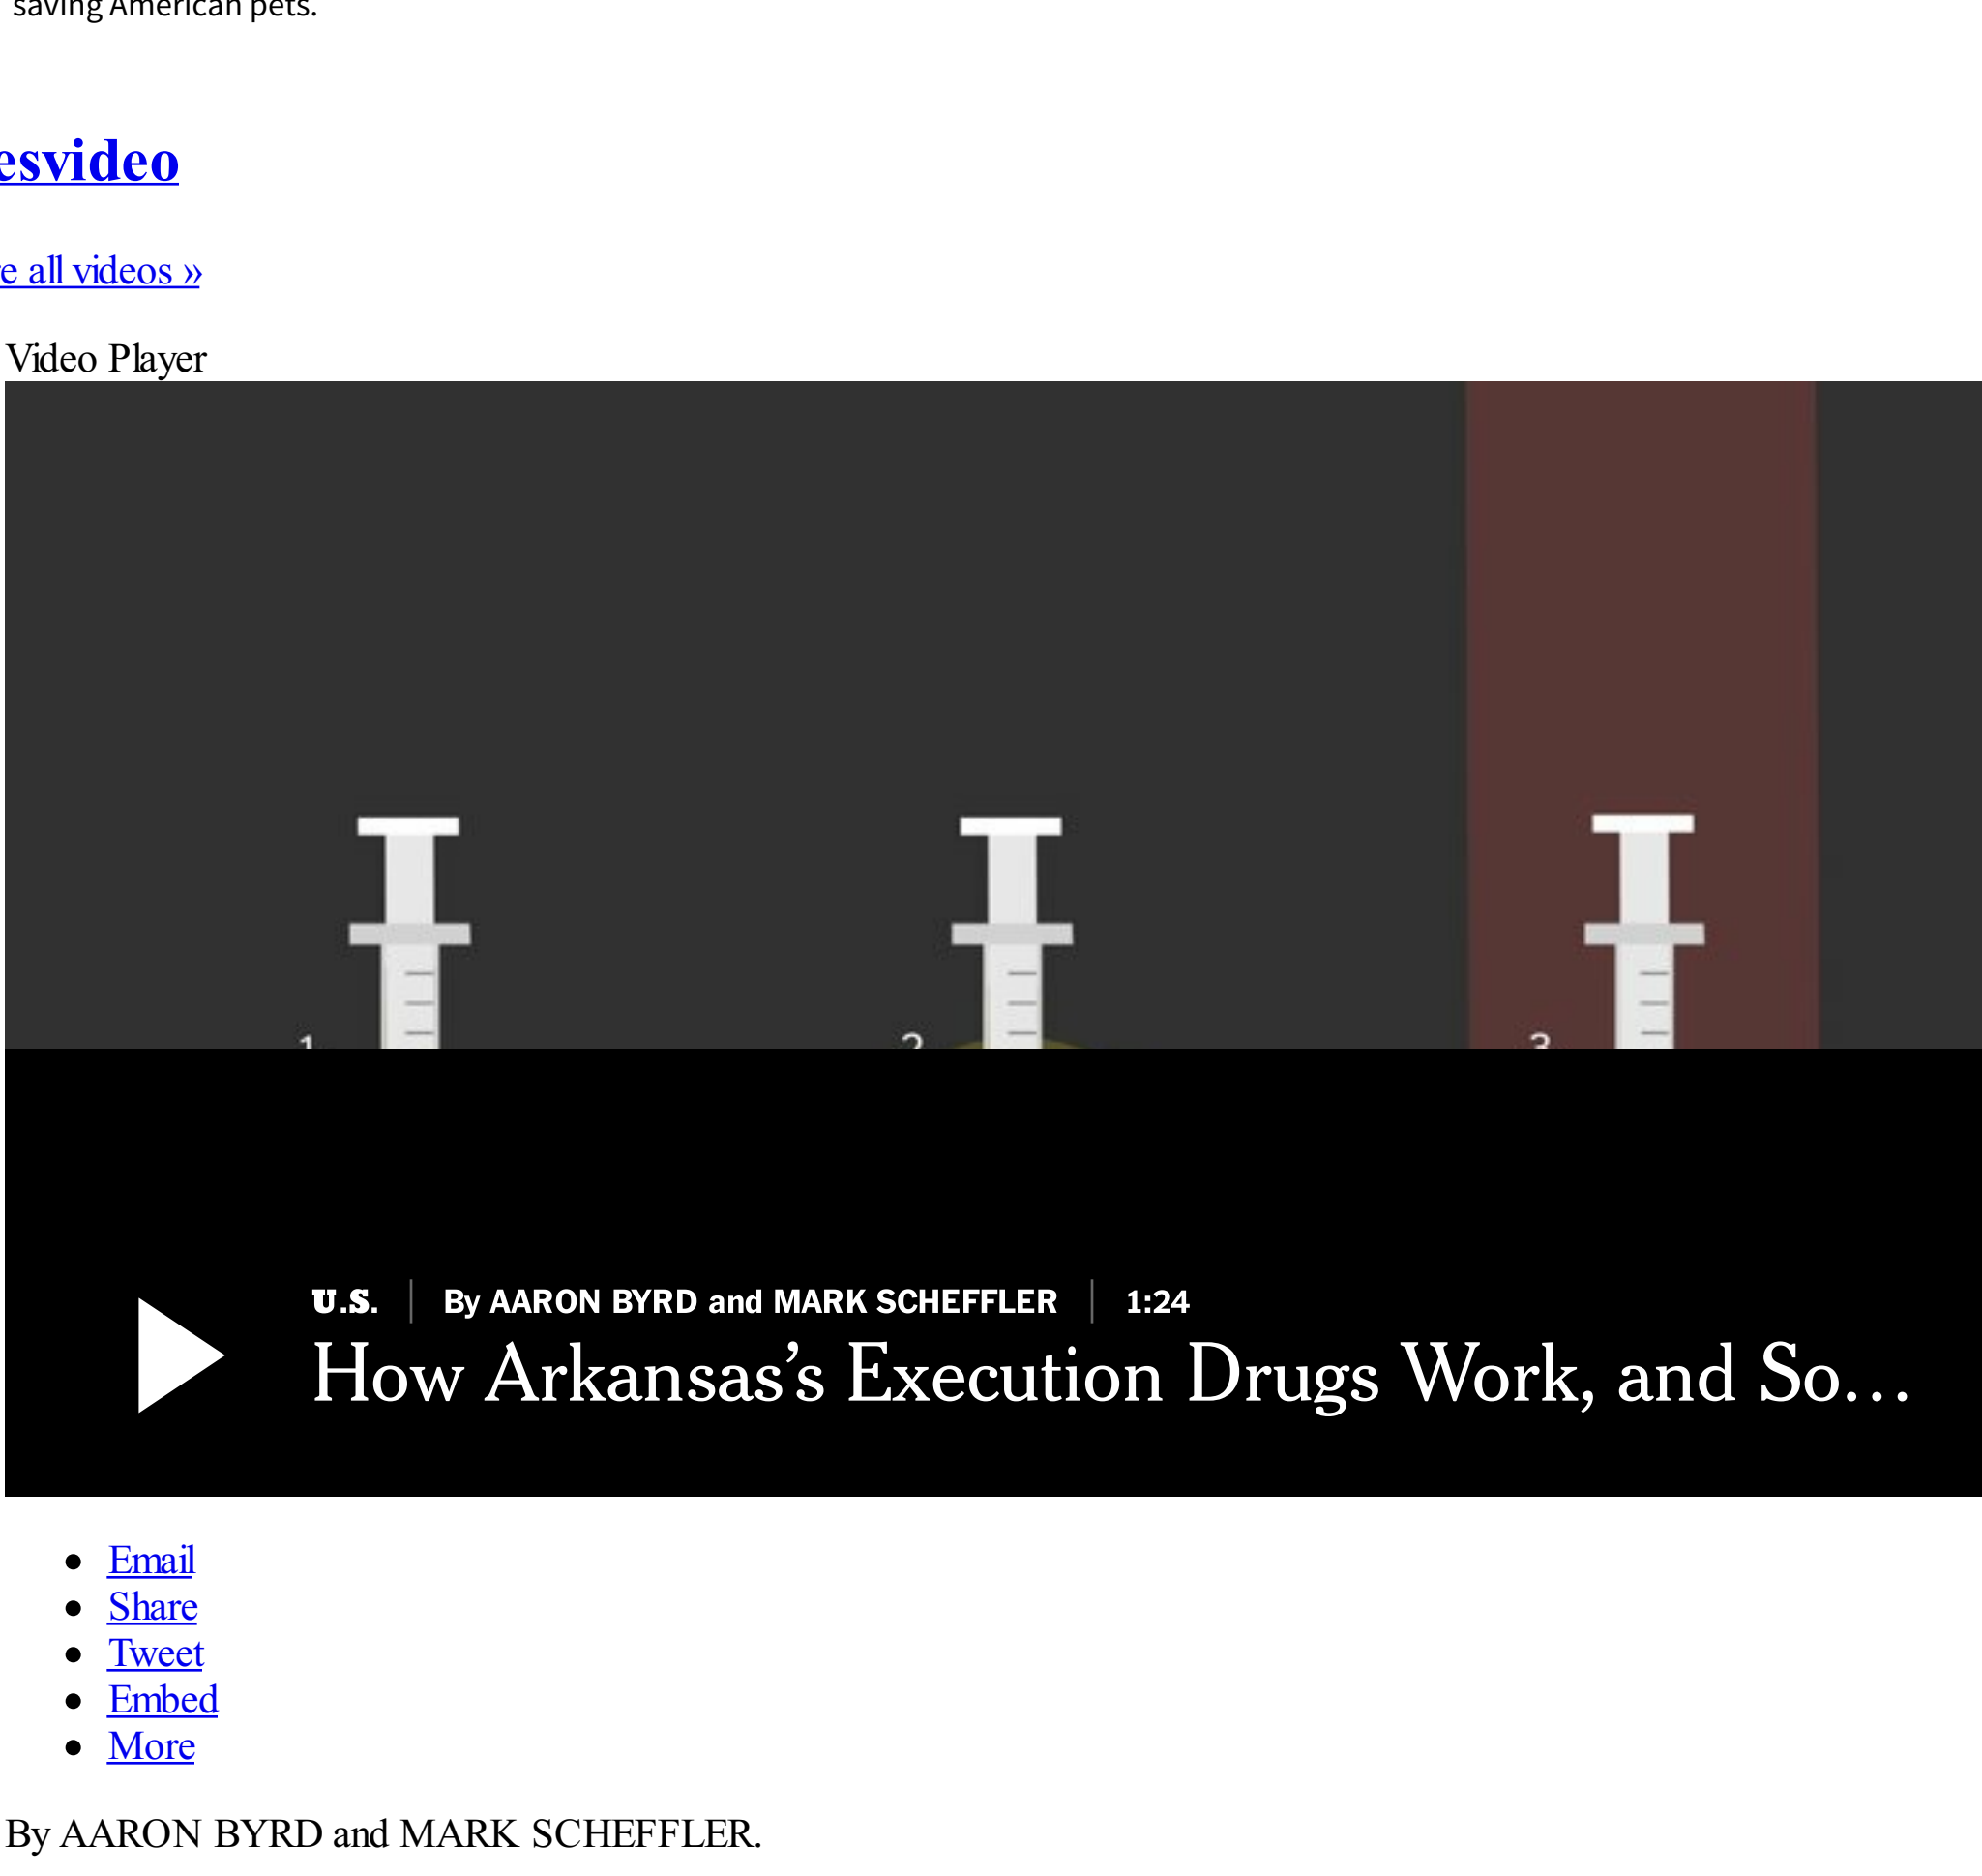 saving American pets.
esvideo
e all videos »
Video Player
1 2 3
U.S. | By AARON BYRD and MARK SCHEFFLER | 1:24
How Arkansas’s Execution Drugs Work, and So…
Email
Share
Tweet
Embed
More
By AARON BYRD and MARK SCHEFFLER.